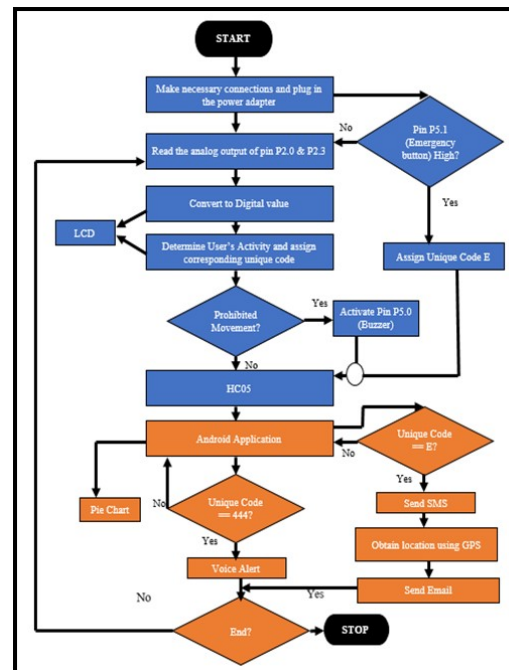 START
Make necessary connections and plug in
the power adapter
No
Pin P5.1
(Emergency
button) High?
Read the analog output of pin P2.0 & P2.3
Yes
Convert to Digital value
LCD
Determine User's Activity and assign
corresponding unique code
Assign Unique Code E
Prohibited
Movement?
Yes
Activate Pin P5.0
(Buzzer)
No
HC05
Android Application
Unique Code
== E?
No
Yes
Pie Chart
No
Unique Code
== 444?
Send SMS
Yes
Obtain location using GPS
Voice Alert
Send Email
No
Yes
End?
STOP